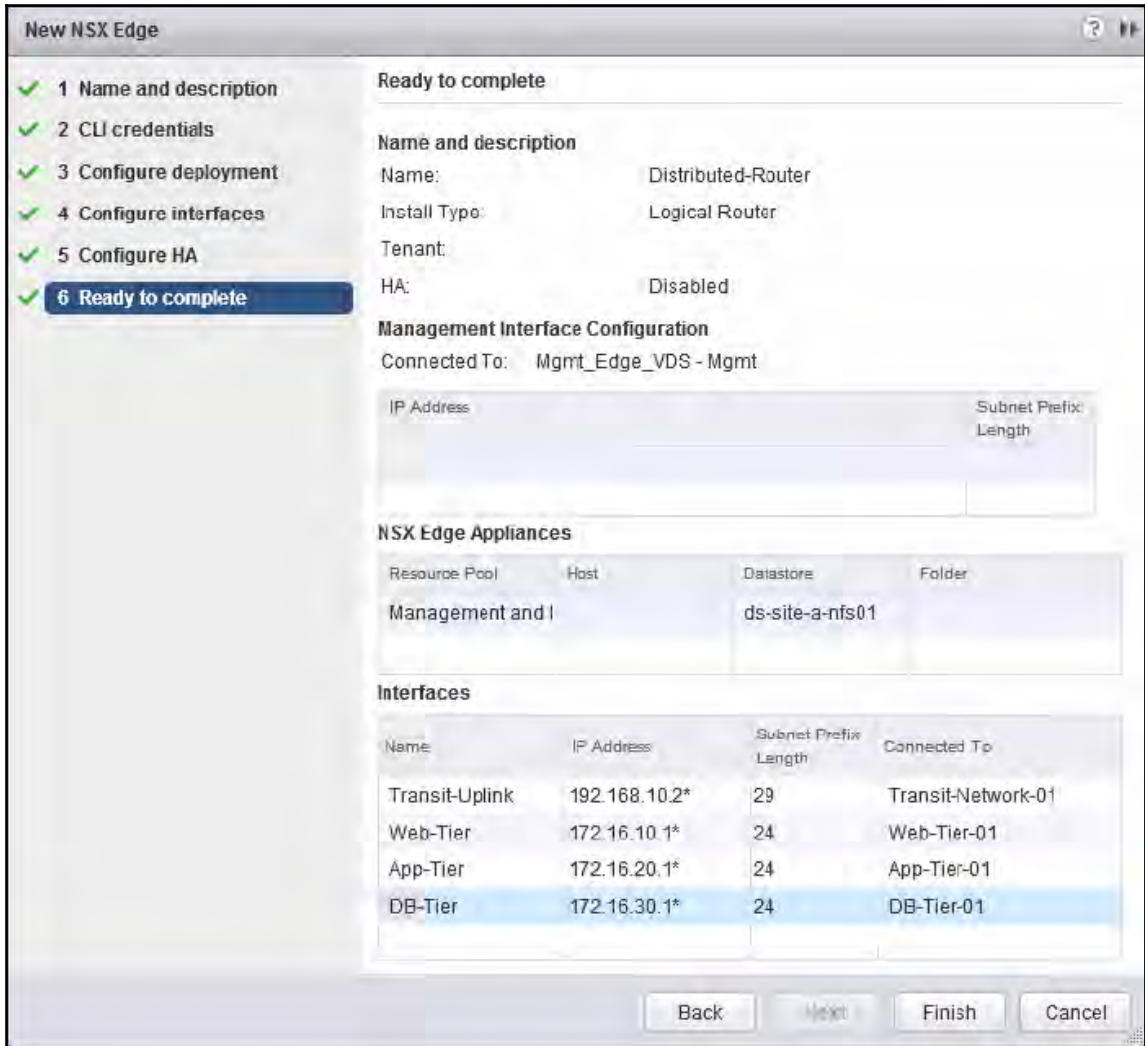 New NSX Edge
?
1 Name and description
2 CLI credentials
3 Configure deployment
4 Configure interfaces
5 Configure HA
6 Ready to complete
Ready to complete
Name and description
Name: Distributed-Router
Install Type: Logical Router
Tenant:
HA: Disabled
Management Interface Configuration
Connected To: Mgmt_Edge_VDS - Mgmt
IP Address Subnet Prefix
Length
NSX Edge Appliances
Resource Pool Host Datastore Folder
Management and I ds-site-a-nfs01
Interfaces
Name IP Address Subnet Prefix Length Connected To
Transit-Uplink 192.168.10.2* 29 Transit-Network-01
Web-Tier 172.16.10.1* 24 Web-Tier-01
App-Tier 172.16.20.1* 24 App-Tier-01
DB-Tier 172.16.30.1* 24 DB-Tier-01
Back Next Finish Cancel